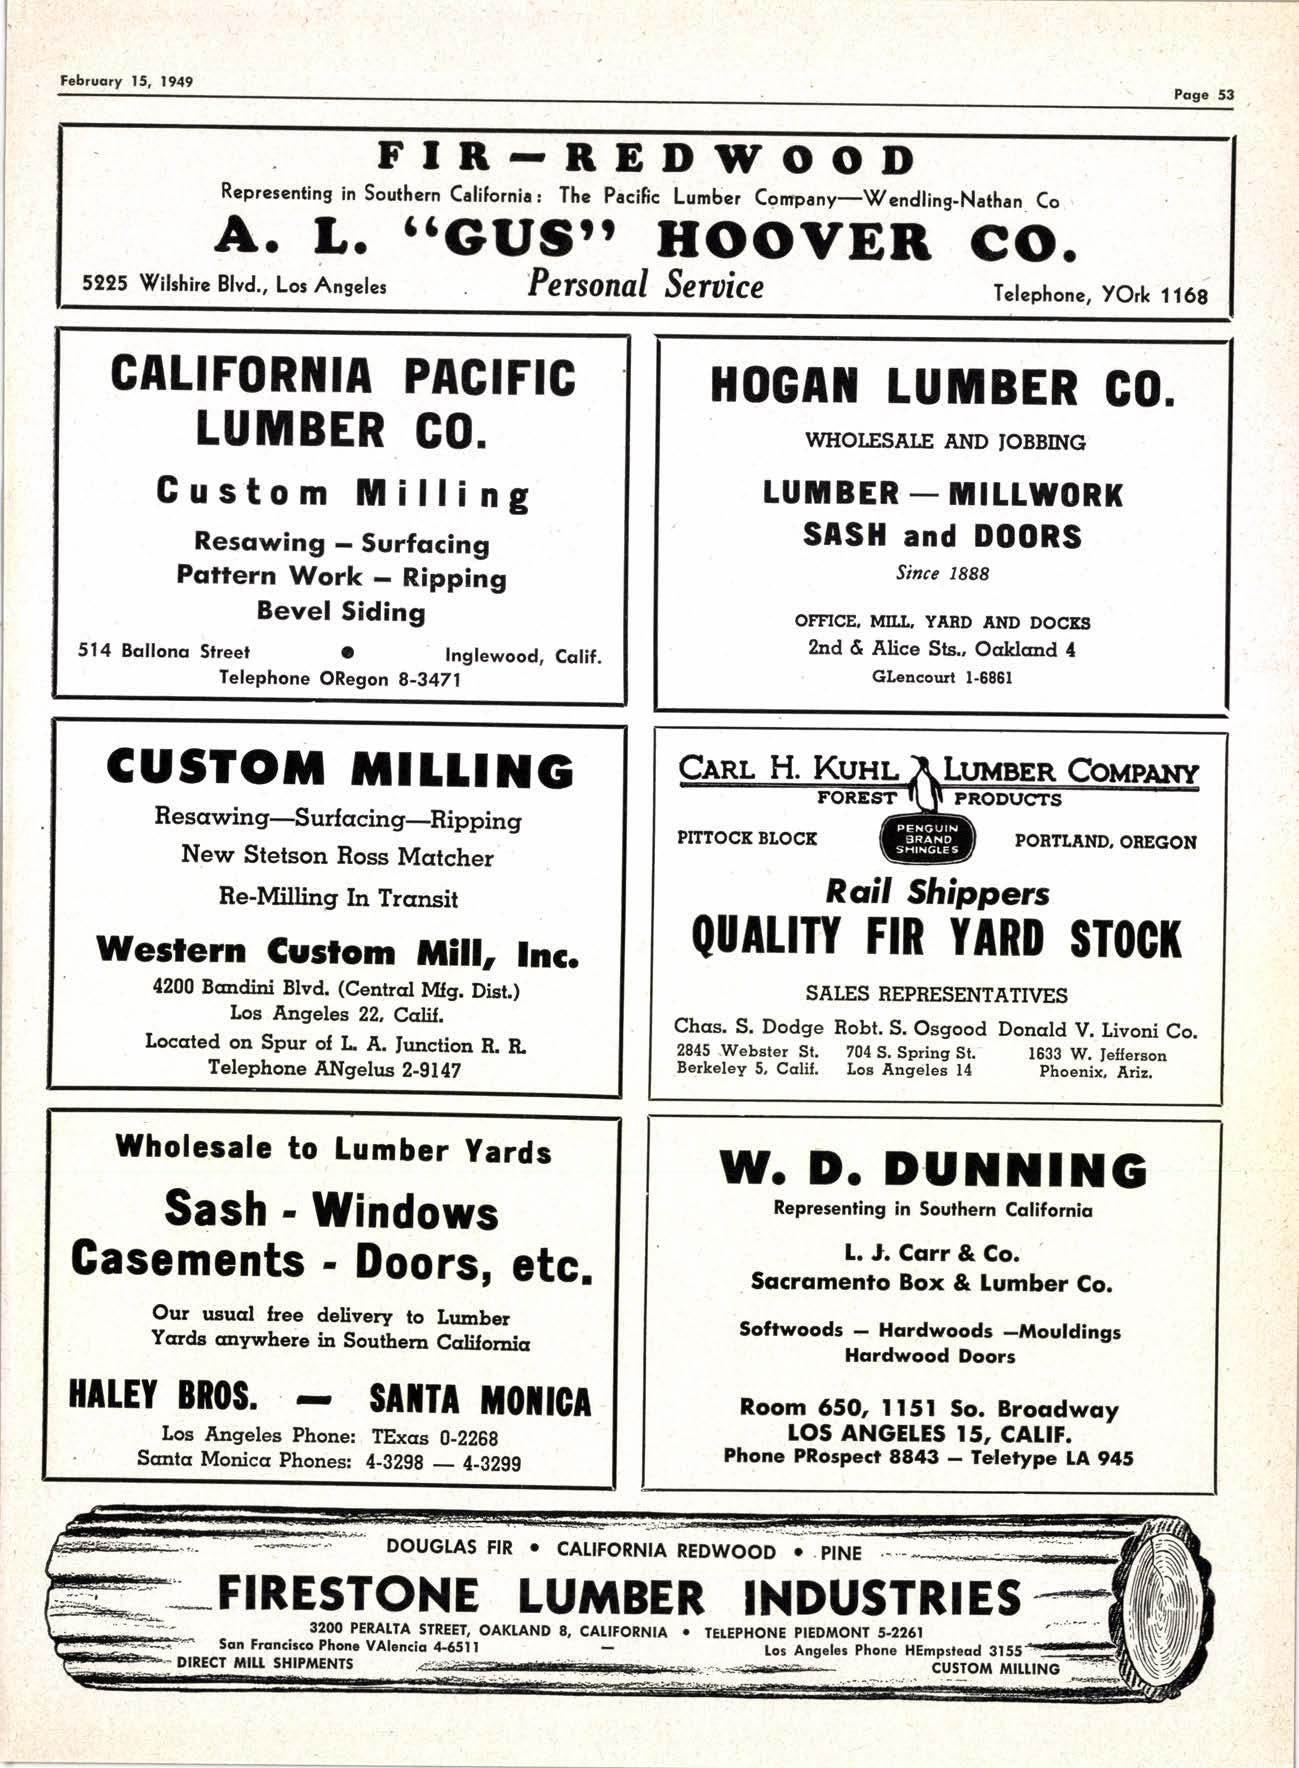 February 15, 1949
Page 53
FIR—REDWOOD
Representing in Southern California: The Pacific Lumber Company—Wendling-Nathan Co
A. L. “GUS” HOOVER CO.
5225 Wilshire Blvd., Los Angeles
Personal Service
Telephone, YOrk 1168
CALIFORNIA PACIFIC
LUMBER CO.
Custom Milling
Resawing – Surfacing
Pattern Work – Ripping
Bevel Siding
514 Ballona Street • Inglewood, Calif.
Telephone ORegon 8-3471
HOGAN LUMBER CO.
WHOLESALE AND JOBBING
LUMBER — MILLWORK
SASH and DOORS
Since 1888
OFFICE, MILL, YARD AND DOCKS
2nd & Alice Sts., Oakland 4
GLencourt 1-6861
CUSTOM MILLING
Resawing—Surfacing—Ripping
New Stetson Ross Matcher
Re-Milling In Transit
Western Custom Mill, Inc.
4200 Bandini Blvd. (Central Mfg. Dist.)
Los Angeles 22, Calif.
Located on Spur of L. A. Junction R. R.
Telephone ANgelus 2-9147
CARL H. KUHL LUMBER COMPANY
FOREST PRODUCTS
PITTOCK BLOCK
PENGUIN
BRAND
SHINGLES
PORTLAND, OREGON
Rail Shippers
QUALITY FIR YARD STOCK
SALES REPRESENTATIVES
Chas. S. Dodge Robt. S. Osgood Donald V. Livoni Co.
2845 Webster St. 704 S. Spring St. 1633 W. Jefferson
Berkeley 5, Calif. Los Angeles 14 Phoenix, Ariz.
Wholesale to Lumber Yards
Sash - Windows
Casements - Doors, etc.
Our usual free delivery to Lumber
Yards anywhere in Southern California
HALEY BROS. — SANTA MONICA
Los Angeles Phone: TExas 0-2268
Santa Monica Phones: 4-3298 — 4-3299
W. D. DUNNING
Representing in Southern California
L. J. Carr & Co.
Sacramento Box & Lumber Co.
Softwoods – Hardwoods –Mouldings
Hardwood Doors
Room 650, 1151 So. Broadway
LOS ANGELES 15, CALIF.
Phone PRospect 8843 – Teletype LA 945
DOUGLAS FIR • CALIFORNIA REDWOOD • PINE
FIRESTONE LUMBER INDUSTRIES
3200 PERALTA STREET, OAKLAND 8, CALIFORNIA • TELEPHONE PIEDMONT 5-2261
San Francisco Phone VAlencia 4-6511 — Los Angeles Phone HEmpstead 3155
DIRECT MILL SHIPMENTS
CUSTOM MILLING